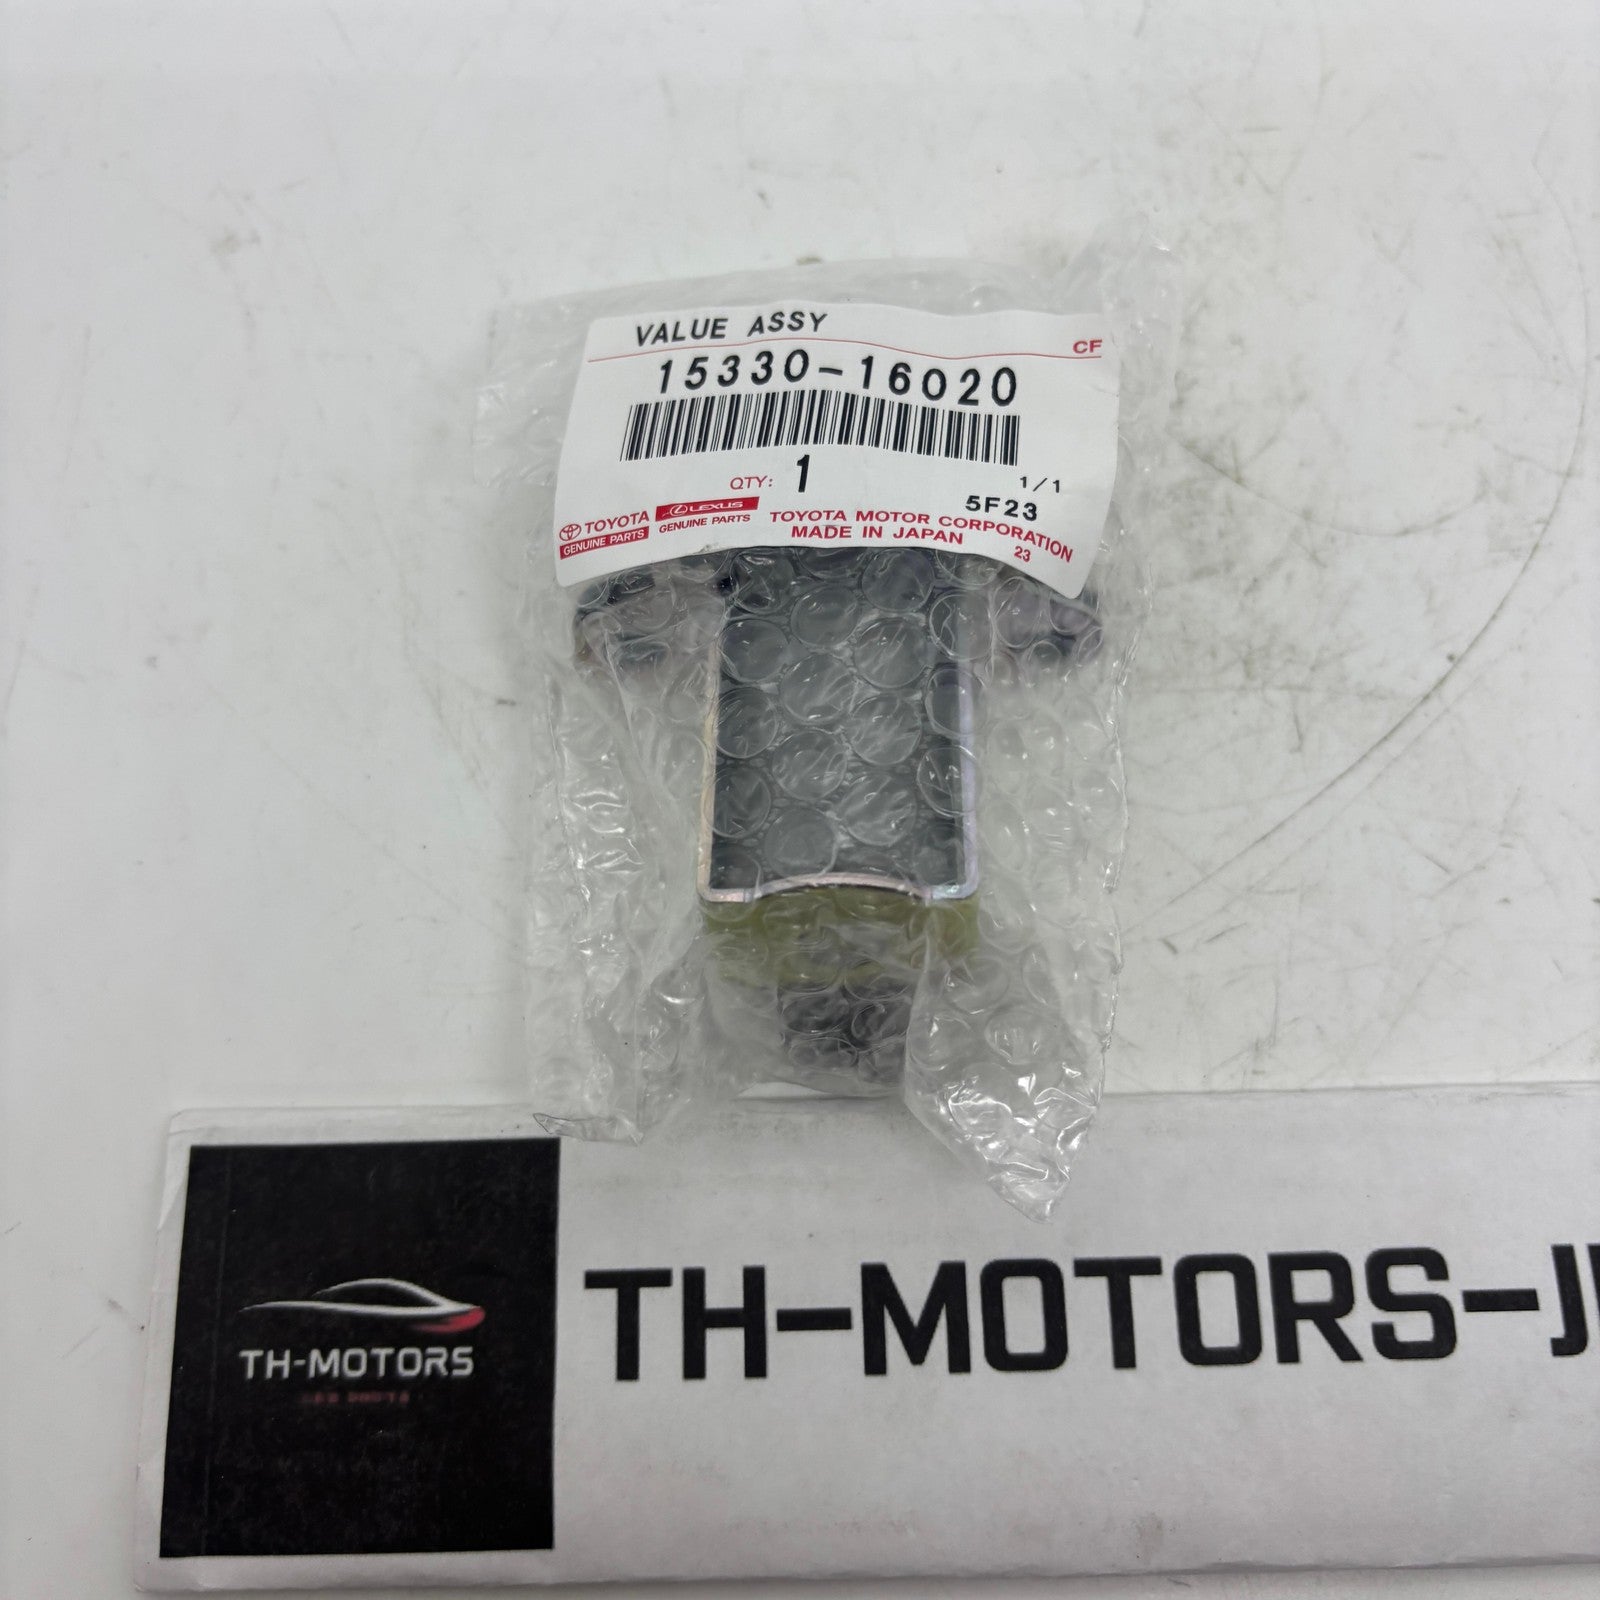 VALUE ASSY
CF
15330-16020
QTY: 1
1/1
5F23
TOYOTA
GENUINE PARTS
LEXUS
GENUINE PARTS
TOYOTA MOTOR CORPORATION
MADE IN JAPAN
23
TH-MOTORS
TH-MOTORS-J